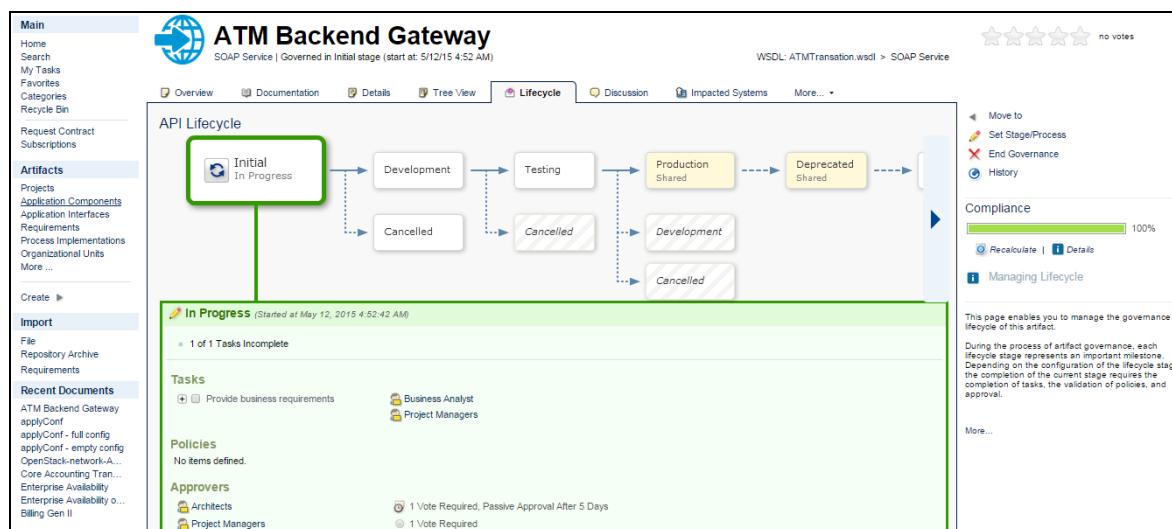 Main
Home
Search
My Tasks
Favorites
Categories
Recycle Bin
Request Contract
Subscriptions
Artifacts
Projects
Application Components
Application Interfaces
Requirements
Process Implementations
Organizational Units
More ...
Create
Import
File
Repository Archive
Requirements
Recent Documents
ATM Backend Gateway
applyConf
applyConf - full config
applyConf - empty config
OpenStack-network-A...
Core Accounting Tran...
Enterprise Availability
Enterprise Availability o...
Billing Gen II
ATM Backend Gateway
SOAP Service | Governed in Initial stage (start at: 5/12/15 4:52 AM)
WSDL: ATMTransation.wsdl > SOAP Service
Overview Documentation Details Tree View Lifecycle Discussion Impacted Systems More...
API Lifecycle
Initial
In Progress
Development
Testing
Production
Shared
Deprecated
Shared
Cancelled
Cancelled
Development
Cancelled
In Progress (Started at May 12, 2015 4:52:42 AM)
1 of 1 Tasks Incomplete
Tasks
Provide business requirements Business Analyst
Project Managers
Policies
No items defined.
Approvers
Architects 1 Vote Required, Passive Approval After 5 Days
Project Managers 1 Vote Required
no votes
Move to
Set Stage/Process
End Governance
History
Compliance
100%
Recalculate | Details
Managing Lifecycle
This page enables you to manage the governance
lifecycle of this artifact.
During the process of artifact governance, each
lifecycle stage represents an important milestone.
Depending on the configuration of the lifecycle stag
the completion of the current stage requires the
completion of tasks, the validation of policies, and
approval.
More...